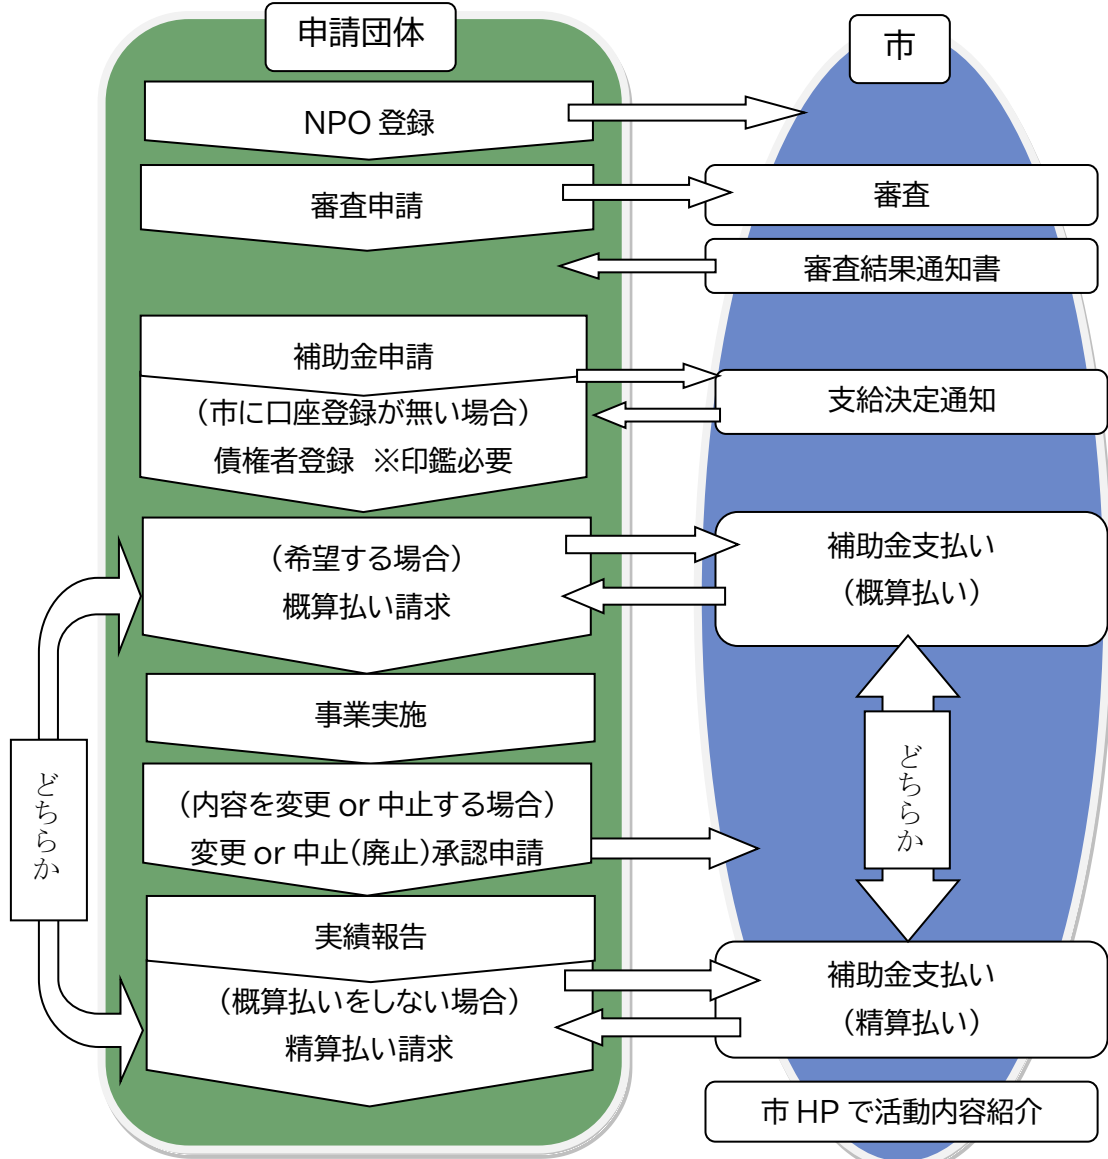 申請団体
市
NPO 登録
審査申請
審査
審査結果通知書
補助金申請
(市に口座登録が無い場合)
債権者登録 ※印鑑必要
支給決定通知
(希望する場合)
概算払い請求
補助金支払い
(概算払い)
事業実施
どちらか
どちらか
(内容を変更 or 中止する場合)
変更 or 中止(廃止)承認申請
実績報告
(概算払いをしない場合)
精算払い請求
補助金支払い
(精算払い)
市 HP で活動内容紹介